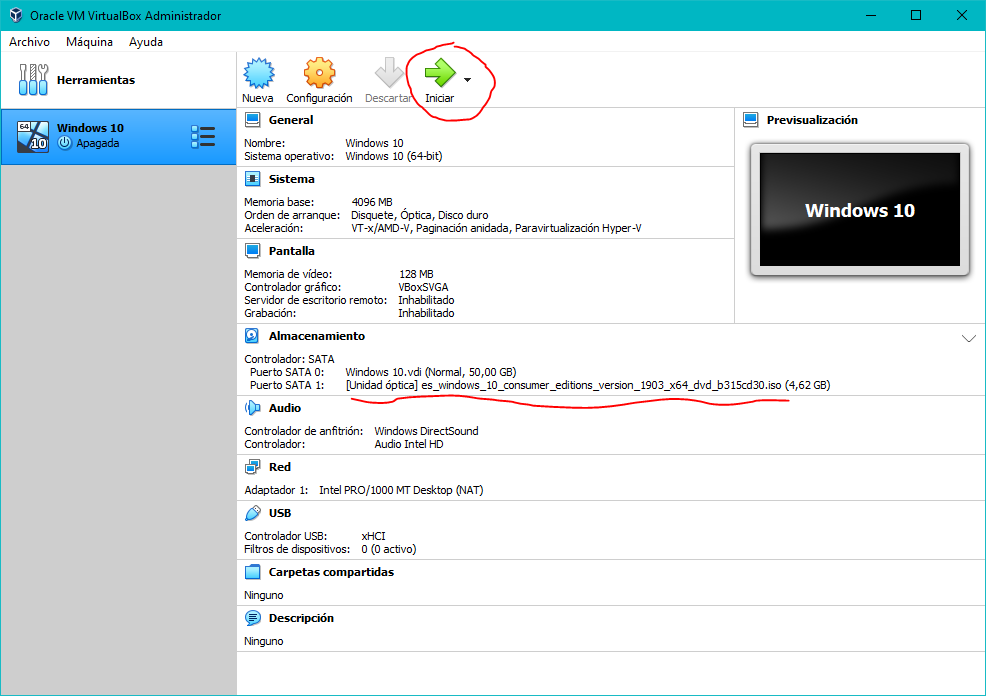 Oracle VM VirtualBox Administrador
Archivo Máquina Ayuda
Herramientas
Nueva Configuración Descartar Iniciar
64
10
Windows 10
Apagada
General
Nombre: Windows 10
Sistema operativo: Windows 10 (64-bit)
Previsualización
Windows 10
Sistema
Memoria base: 4096 MB
Orden de arranque: Disquete, Óptica, Disco duro
Aceleración: VT-x/AMD-V, Paginación anidada, Paravirtualización Hyper-V
Pantalla
Memoria de vídeo: 128 MB
Controlador gráfico: VBoxSVGA
Servidor de escritorio remoto: Inhabilitado
Grabación: Inhabilitado
Almacenamiento
Controlador: SATA
Puerto SATA 0: Windows 10.vdi (Normal, 50,00 GB)
Puerto SATA 1: [Unidad óptica] es_windows_10_consumer_editions_version_1903_x64_dvd_b315cd30.iso (4,62 GB)
Audio
Controlador de anfitrión: Windows DirectSound
Controlador: Audio Intel HD
Red
Adaptador 1: Intel PRO/1000 MT Desktop (NAT)
USB
Controlador USB: xHCI
Filtros de dispositivos: 0 (0 activo)
Carpetas compartidas
Ninguno
Descripción
Ninguno